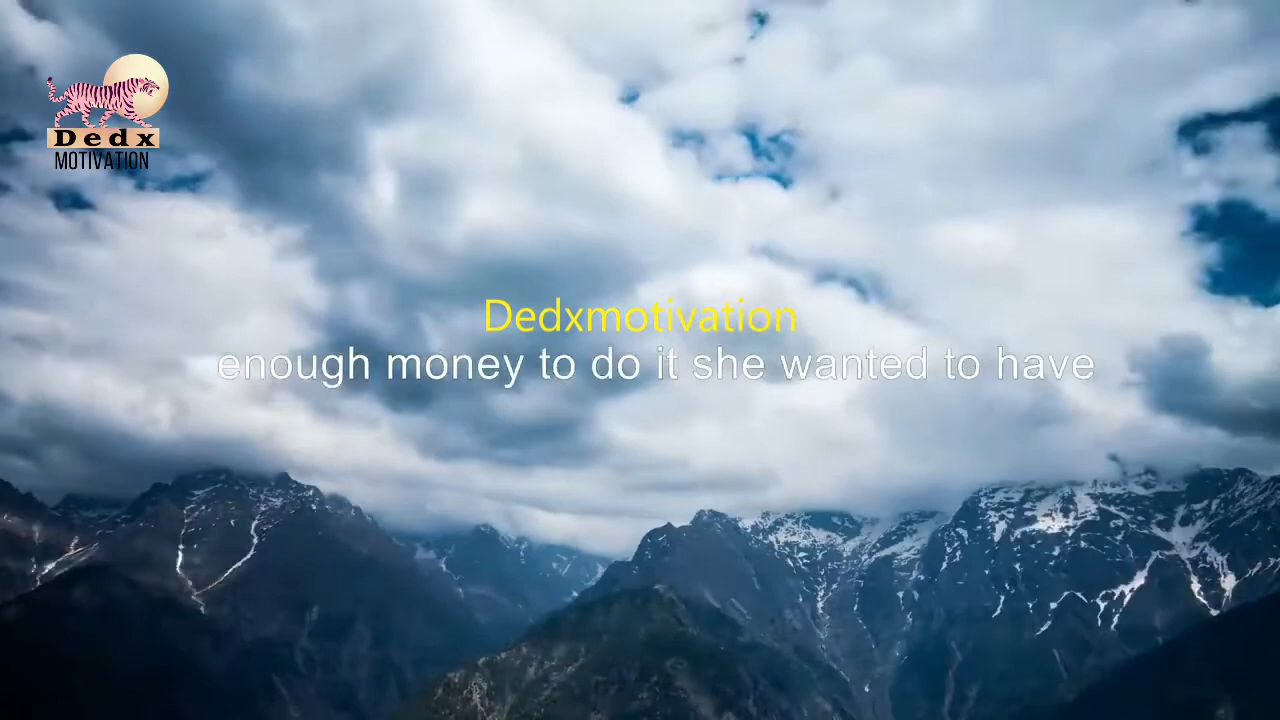 Dedx
MOTIVATION
Dedxmotivation
enough money to do it she wanted to have